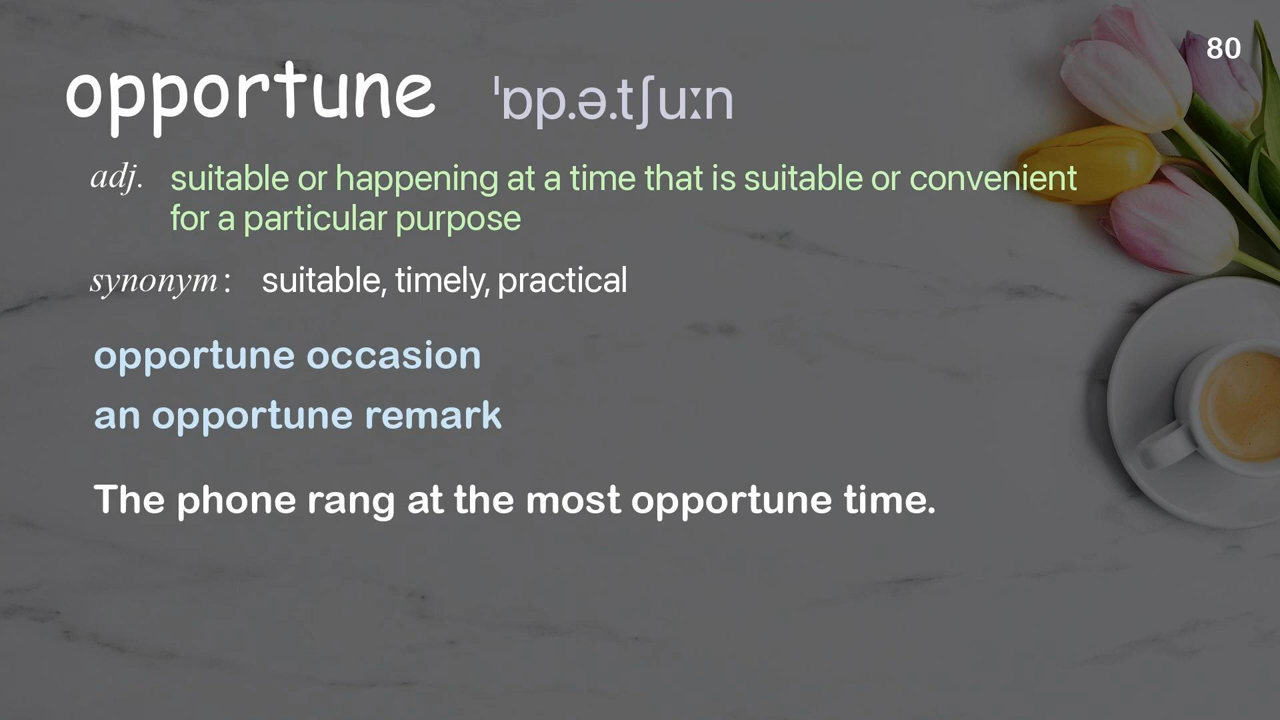 80
opportune ˈɒp.ə.tʃuːn
adj. suitable or happening at a time that is suitable or convenient
for a particular purpose
synonym: suitable, timely, practical
opportune occasion
an opportune remark
The phone rang at the most opportune time.